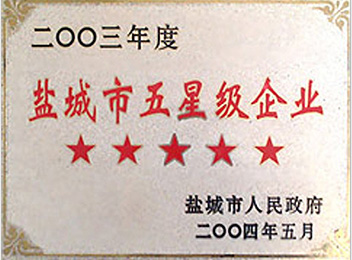 二〇〇三年度
盐城市五星级企业
★★★★★
盐城市人民政府
二〇〇四年五月